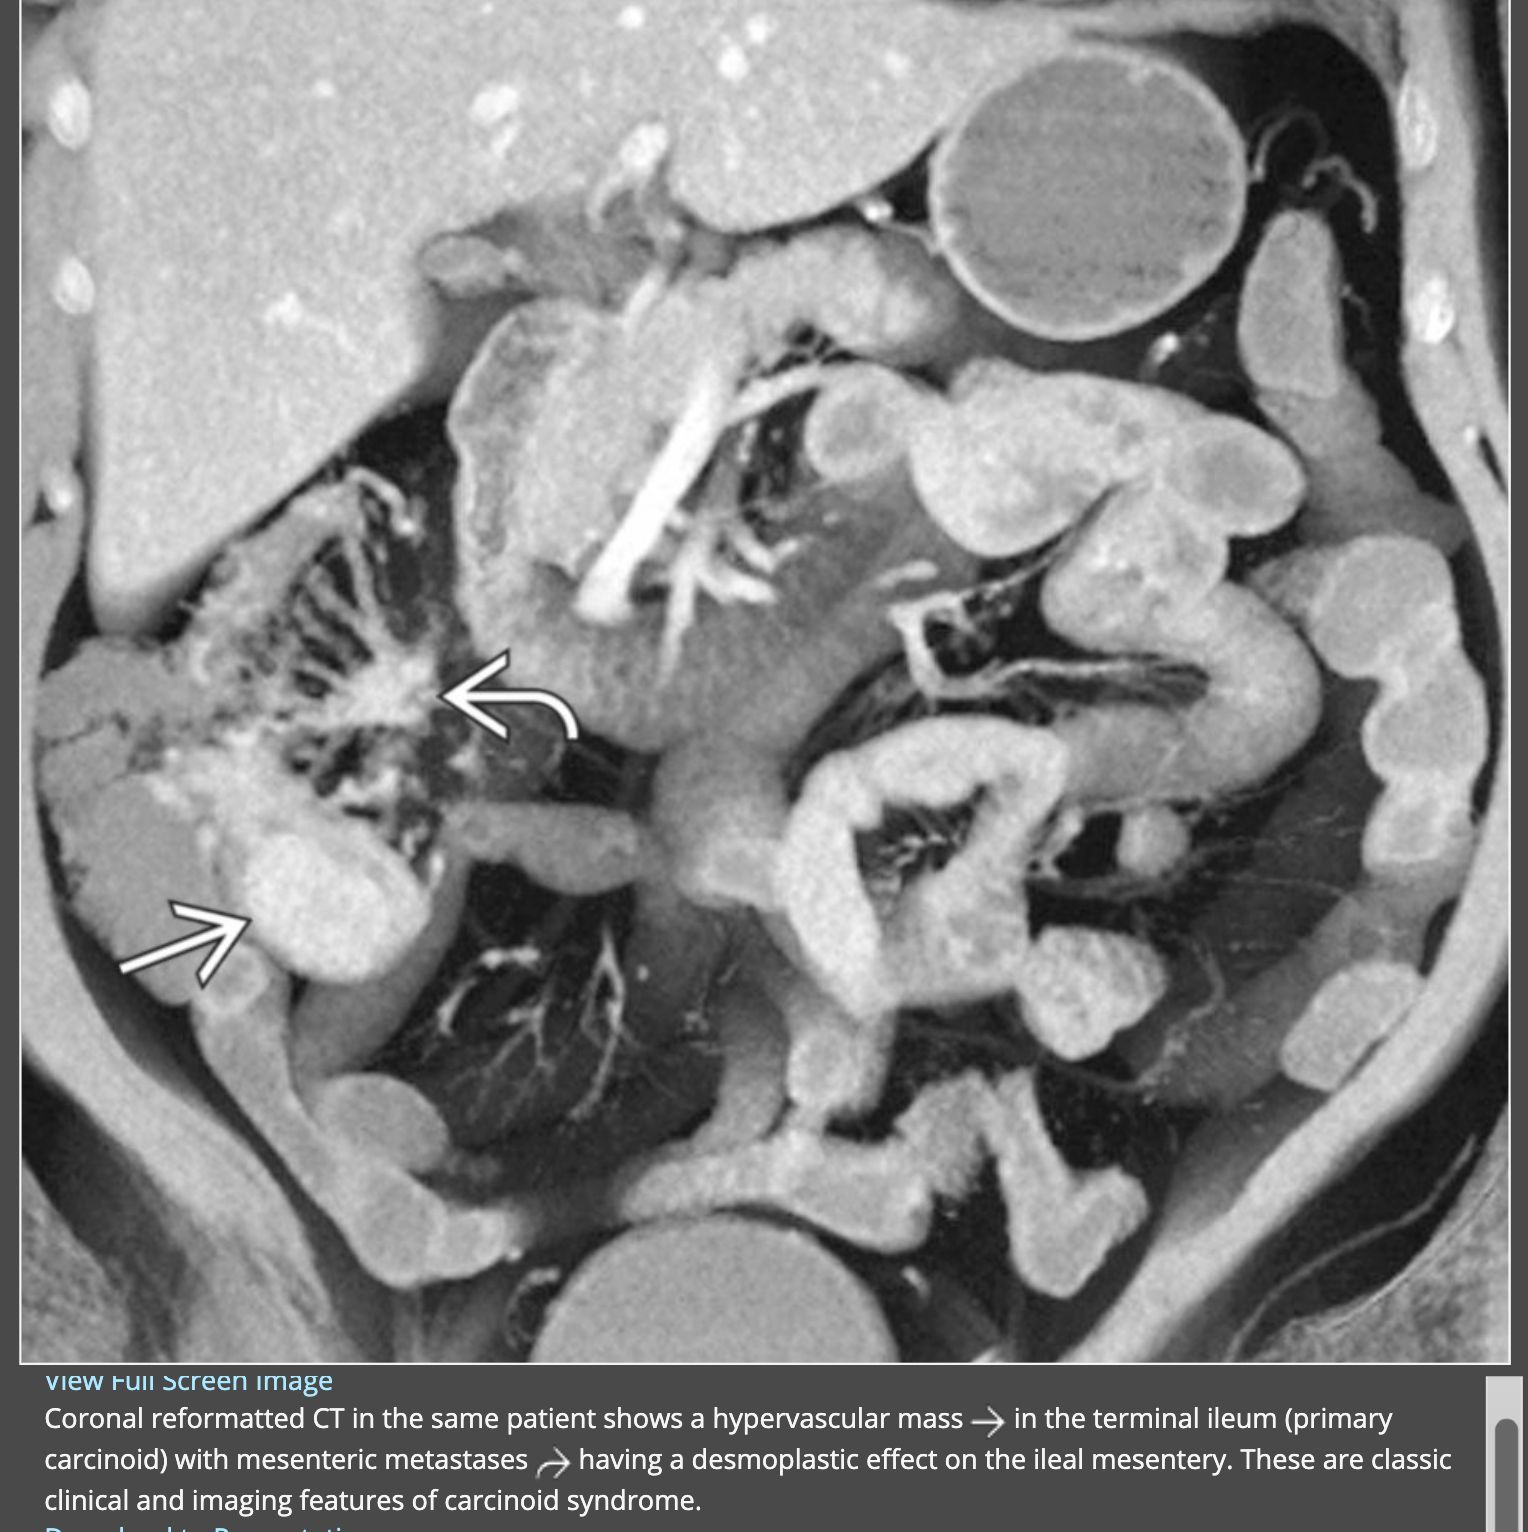 View Full Screen Image
Coronal reformatted CT in the same patient shows a hypervascular mass in the terminal ileum (primary
carcinoid) with mesenteric metastases having a desmoplastic effect on the ileal mesentery. These are classic
clinical and imaging features of carcinoid syndrome.